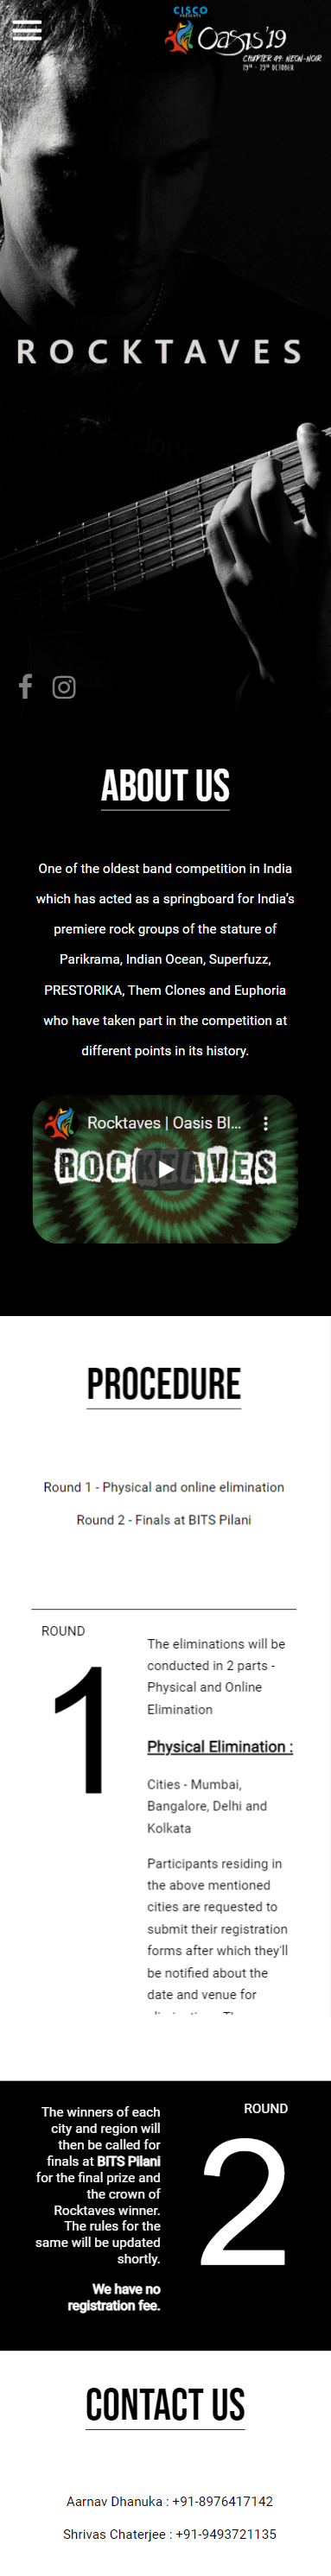 CISCO
PRESENTS
Oasis'19
CHAPTER 49: NEON-NOIR
19TH - 23RD OCTOBER
ROCKTAVES
ABOUT US
One of the oldest band competition in India
which has acted as a springboard for India's
premiere rock groups of the stature of
Parikrama, Indian Ocean, Superfuzz,
PRESTORIKA, Them Clones and Euphoria
who have taken part in the competition at
different points in its history.
Rocktaves | Oasis Bl...
ROCKTAVES
PROCEDURE
Round 1 - Physical and online elimination
Round 2 - Finals at BITS Pilani
ROUND
1
The eliminations will be
conducted in 2 parts -
Physical and Online
Elimination
Physical Elimination :
Cities - Mumbai,
Bangalore, Delhi and
Kolkata
Participants residing in
the above mentioned
cities are requested to
submit their registration
forms after which they'll
be notified about the
date and venue for
The winners of each
city and region will
then be called for
finals at BITS Pilani
for the final prize and
the crown of
Rocktaves winner.
The rules for the
same will be updated
shortly.
We have no
registration fee.
ROUND
2
CONTACT US
Aarnav Dhanuka : +91-8976417142
Shrivas Chaterjee : +91-9493721135